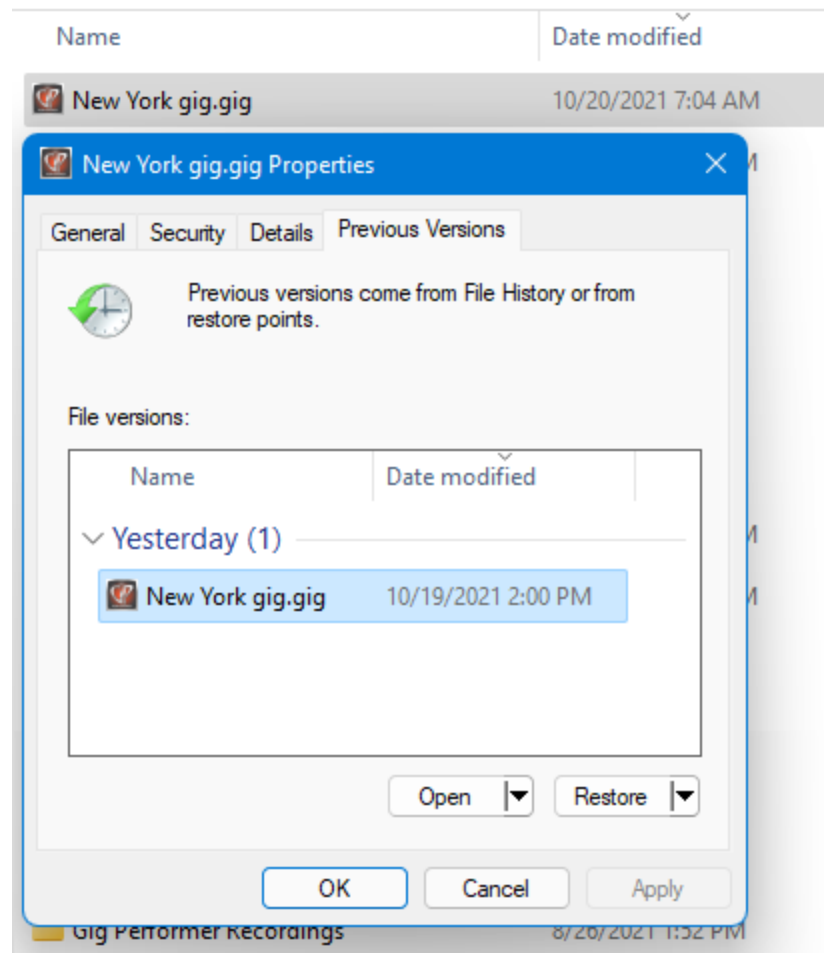 Name Date modified
New York gig.gig 10/20/2021 7:04 AM
New York gig.gig Properties
General Security Details Previous Versions
Previous versions come from File History or from
restore points.
File versions:
Name Date modified
Yesterday (1)
New York gig.gig 10/19/2021 2:00 PM
Open Restore
OK Cancel Apply
Gig Performer Recordings 8/26/2021 1:52 PM